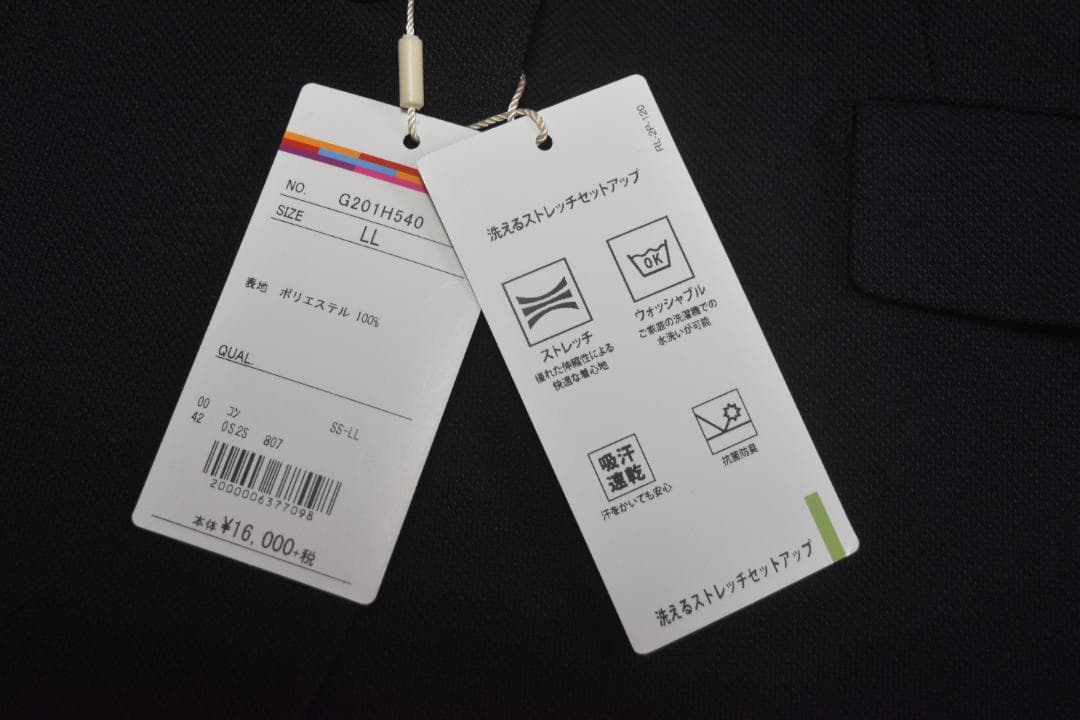 NO. G201H540
SIZE LL
表地 ポリエステル 100%
QUAL.
00 コン SS-LL
42 0S2S 807
2000006377098
本体 ¥16,000+税
RL-2P-120
洗えるストレッチセットアップ
OK
ストレッチ
優れた伸縮性による
快適な着心地
ウォッシャブル
ご家庭の洗濯機での
水洗いが可能
吸汗
速乾
汗をかいても安心
抗菌防臭
洗えるストレッチセットアップ